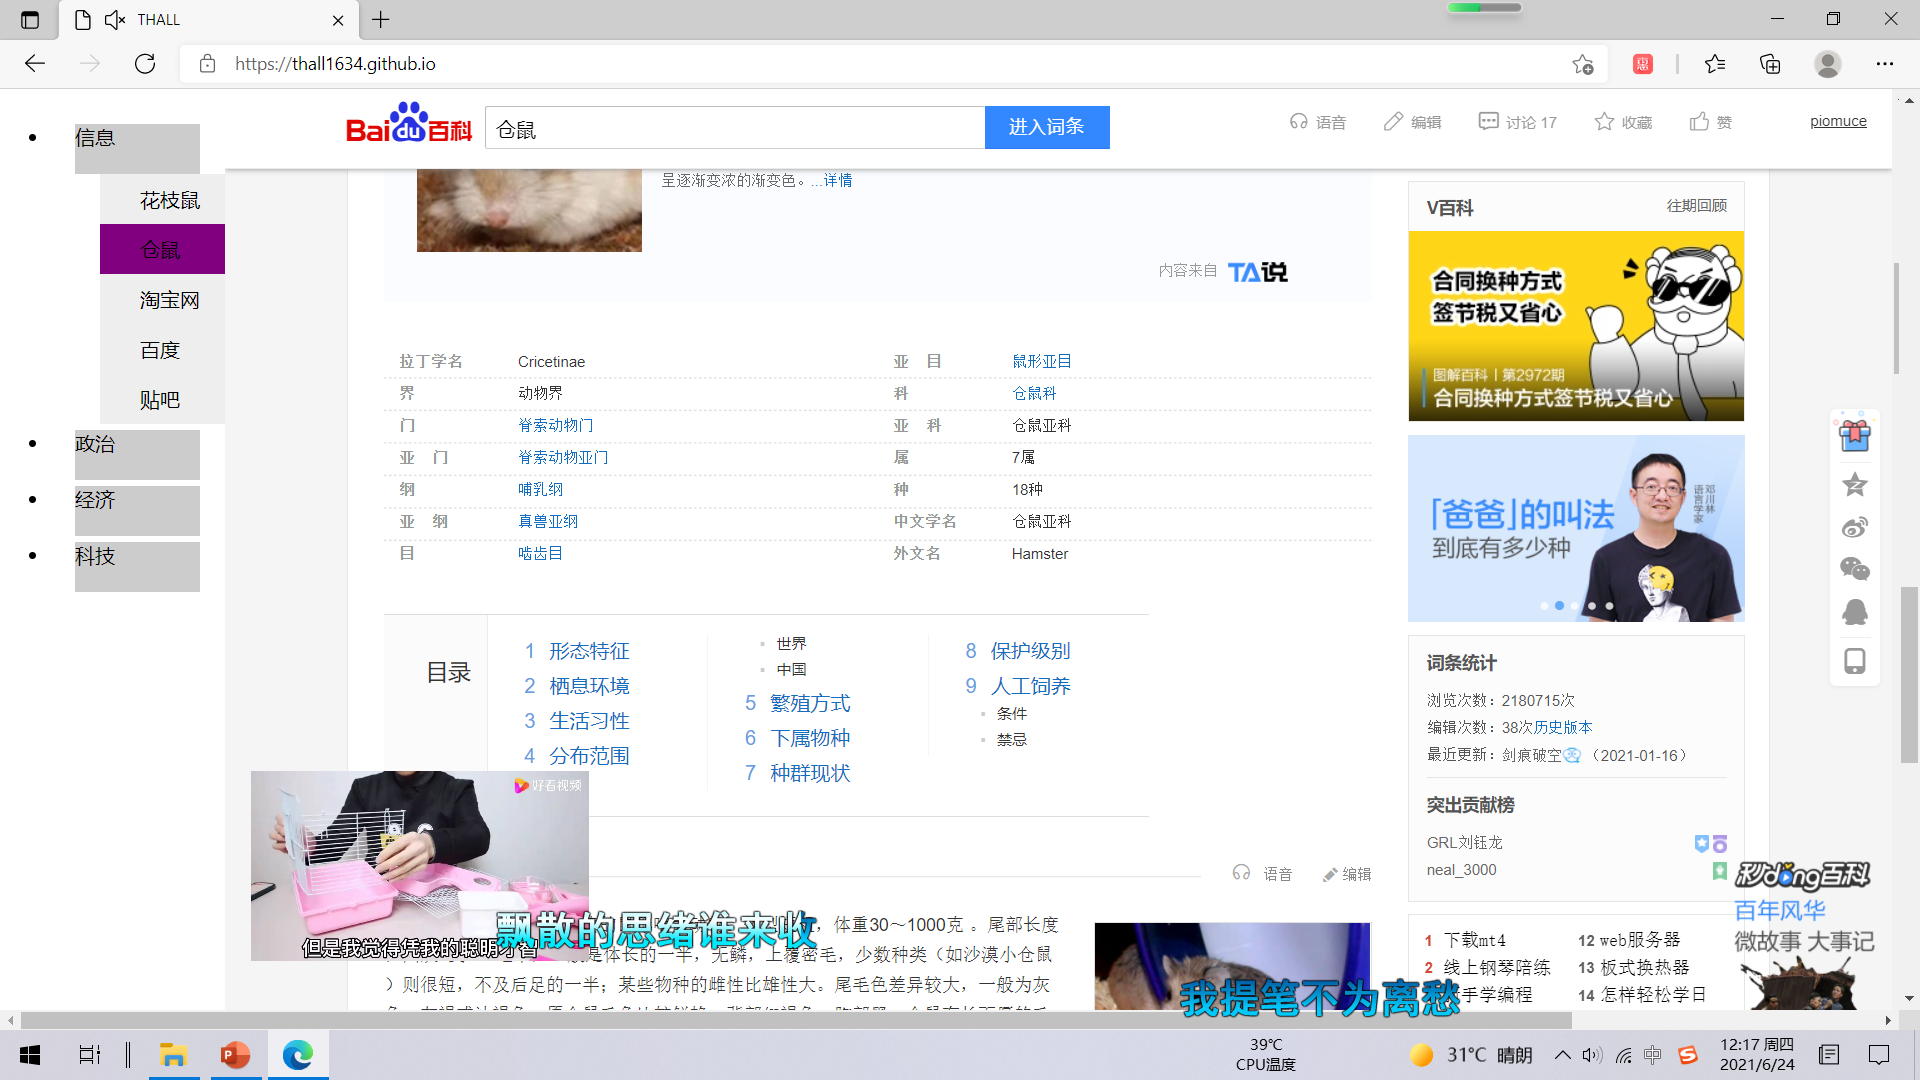 THALL
https://thall1634.github.io
惠
信息
花枝鼠
仓鼠
淘宝网
百度
贴吧
政治
经济
科技
Baidu百科
仓鼠
进入词条
语音
编辑
讨论 17
收藏
赞
piomuce
呈逐渐变浓的渐变色。...详情
内容来自 TA说
拉丁学名 Cricetinae 亚 目 鼠形亚目
界 动物界 科 仓鼠科
门 脊索动物门 亚 科 仓鼠亚科
亚 门 脊索动物亚门 属 7属
纲 哺乳纲 种 18种
亚 纲 真兽亚纲 中文学名 仓鼠亚科
目 啮齿目 外文名 Hamster
目录
1 形态特征
2 栖息环境
3 生活习性
4 分布范围
世界
中国
5 繁殖方式
6 下属物种
7 种群现状
8 保护级别
9 人工饲养
条件
禁忌
好看视频
但是我觉得凭我的聪明才智
飘散的思绪谁来收
语音
编辑
体重30～1000克 。尾部长度
是体长的一半，无鳞，上覆密毛，少数种类（如沙漠小仓鼠
）则很短，不及后足的一半；某些物种的雌性比雄性大。尾毛色差异较大，一般为灰
我提笔不为离愁
V百科
往期回顾
合同换种方式
签节税又省心
图解百科丨第2972期
合同换种方式签节税又省心
「爸爸」的叫法
到底有多少种
邓川林
语言学家
词条统计
浏览次数：2180715次
编辑次数：38次历史版本
最近更新：剑痕破空 （2021-01-16）
突出贡献榜
GRL刘钰龙
neal_3000
1 下载mt4
2 线上钢琴陪练
手学编程
12 web服务器
13 板式换热器
14 怎样轻松学日
秒dong百科
百年风华
微故事 大事记
39℃
CPU温度
31°C 晴朗
中
12:17 周四
2021/6/24